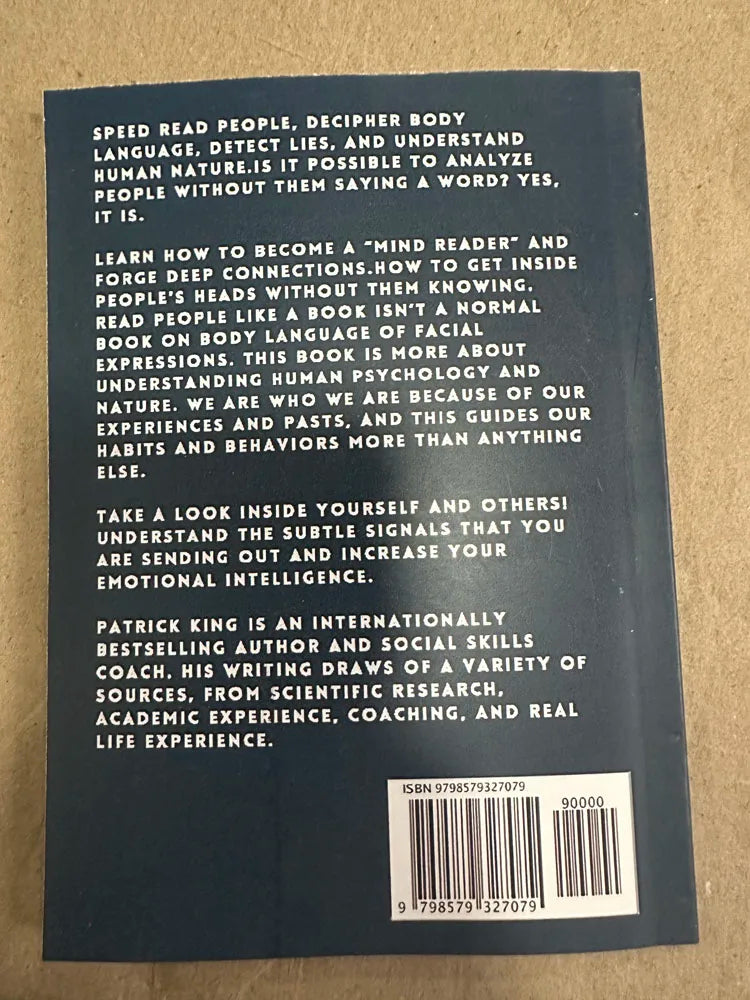 SPEED READ PEOPLE, DECIPHER BODY
LANGUAGE, DETECT LIES, AND UNDERSTAND
HUMAN NATURE.IS IT POSSIBLE TO ANALYZE
PEOPLE WITHOUT THEM SAYING A WORD? YES,
IT IS.
LEARN HOW TO BECOME A "MIND READER" AND
FORGE DEEP CONNECTIONS.HOW TO GET INSIDE
PEOPLE'S HEADS WITHOUT THEM KNOWING.
READ PEOPLE LIKE A BOOK ISN'T A NORMAL
BOOK ON BODY LANGUAGE OF FACIAL
EXPRESSIONS. THIS BOOK IS MORE ABOUT
UNDERSTANDING HUMAN PSYCHOLOGY AND
NATURE. WE ARE WHO WE ARE BECAUSE OF OUR
EXPERIENCES AND PASTS, AND THIS GUIDES OUR
HABITS AND BEHAVIORS MORE THAN ANYTHING
ELSE.
TAKE A LOOK INSIDE YOURSELF AND OTHERS!
UNDERSTAND THE SUBTLE SIGNALS THAT YOU
ARE SENDING OUT AND INCREASE YOUR
EMOTIONAL INTELLIGENCE.
PATRICK KING IS AN INTERNATIONALLY
BESTSELLING AUTHOR AND SOCIAL SKILLS
COACH. HIS WRITING DRAWS OF A VARIETY OF
SOURCES, FROM SCIENTIFIC RESEARCH,
ACADEMIC EXPERIENCE, COACHING, AND REAL
LIFE EXPERIENCE.
ISBN 9798579327079
90000
9 798579 327079